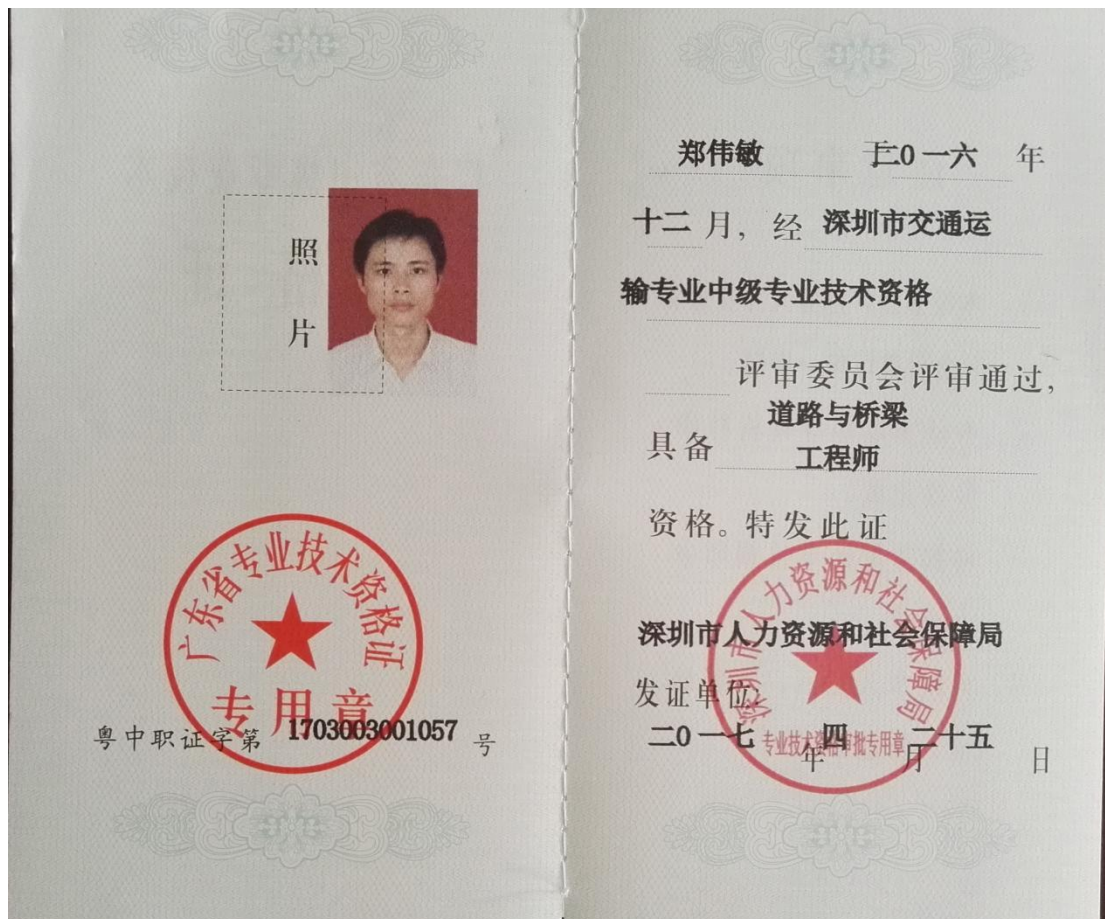 照
片
广东省专业技术资格证
专用章
粤中职证字第 1703003001057 号
郑伟敏 于二0一六 年
十二月，经 深圳市交通运
输专业中级专业技术资格
评审委员会评审通过，
道路与桥梁
具备 工程师
资格。特发此证
深圳市人力资源和社会保障局
深圳市人力资源和社会保障局
发证单位：
专业技术资格审批专用章
二0一七年四月二十五日